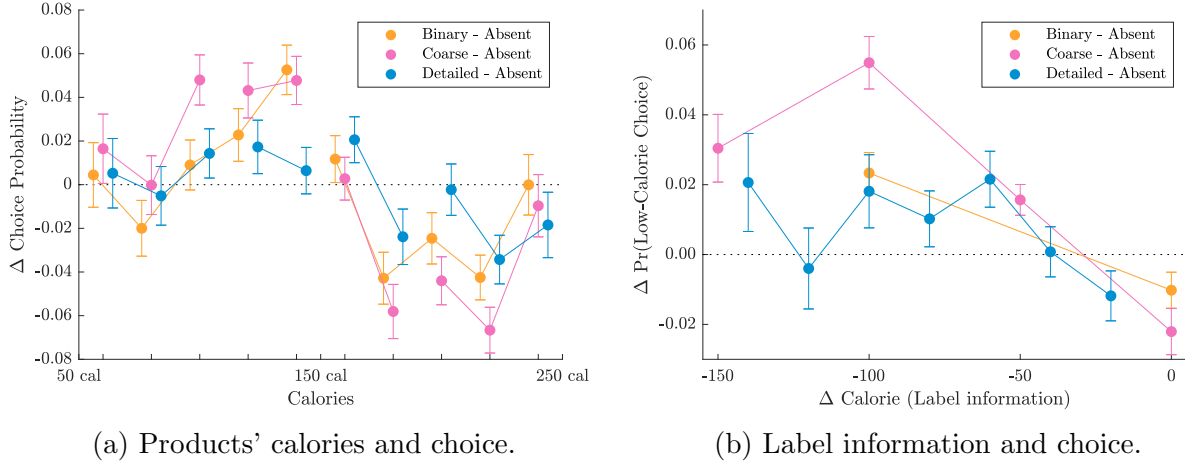 0.08
0.06
0.04
0.02
0
-0.02
-0.04
-0.06
-0.08
Δ Choice Probability
Binary - Absent
Coarse - Absent
Detailed - Absent
50 cal
150 cal
250 cal
Calories
(a) Products' calories and choice.
0.06
0.04
0.02
0.00
-0.02
Δ Pr(Low-Calorie Choice)
Binary - Absent
Coarse - Absent
Detailed - Absent
-150
-100
-50
0
Δ Calorie (Label information)
(b) Label information and choice.